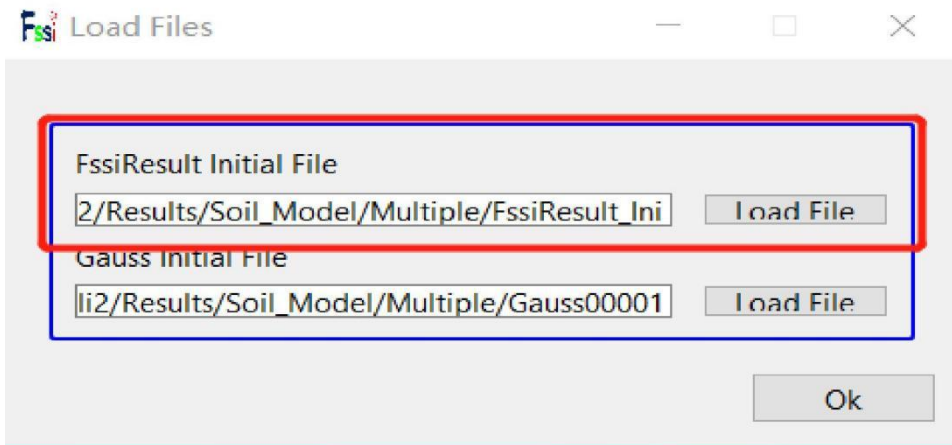 Fssi Load Files
FssiResult Initial File
2/Results/Soil_Model/Multiple/FssiResult_Ini Load File
Gauss Initial File
li2/Results/Soil_Model/Multiple/Gauss00001 Load File
Ok